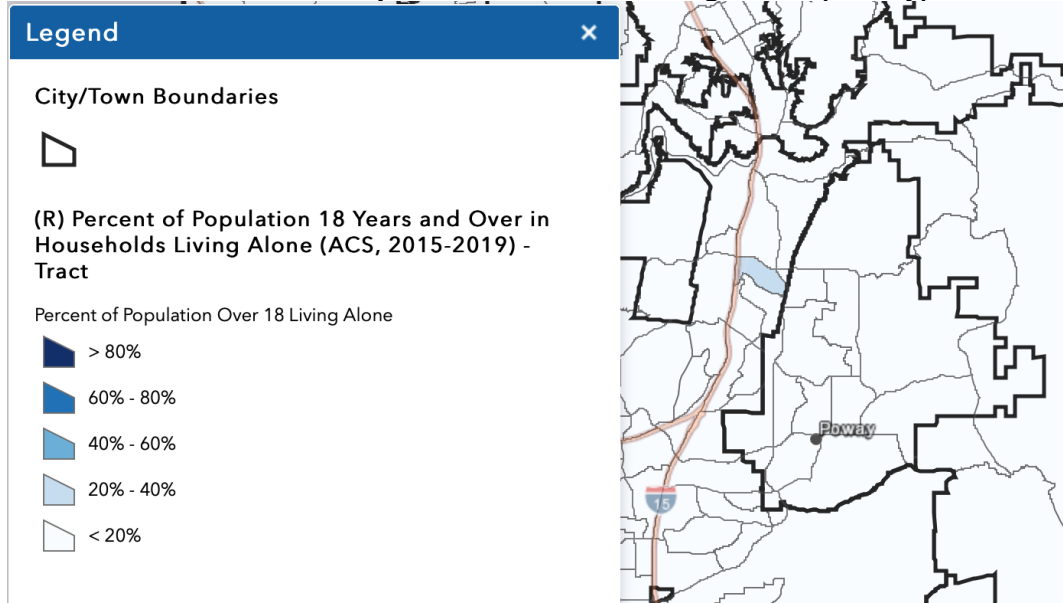 Legend ×
City/Town Boundaries
(R) Percent of Population 18 Years and Over in
Households Living Alone (ACS, 2015-2019) -
Tract
Percent of Population Over 18 Living Alone
> 80%
60% - 80%
40% - 60%
20% - 40%
< 20%
Poway
15